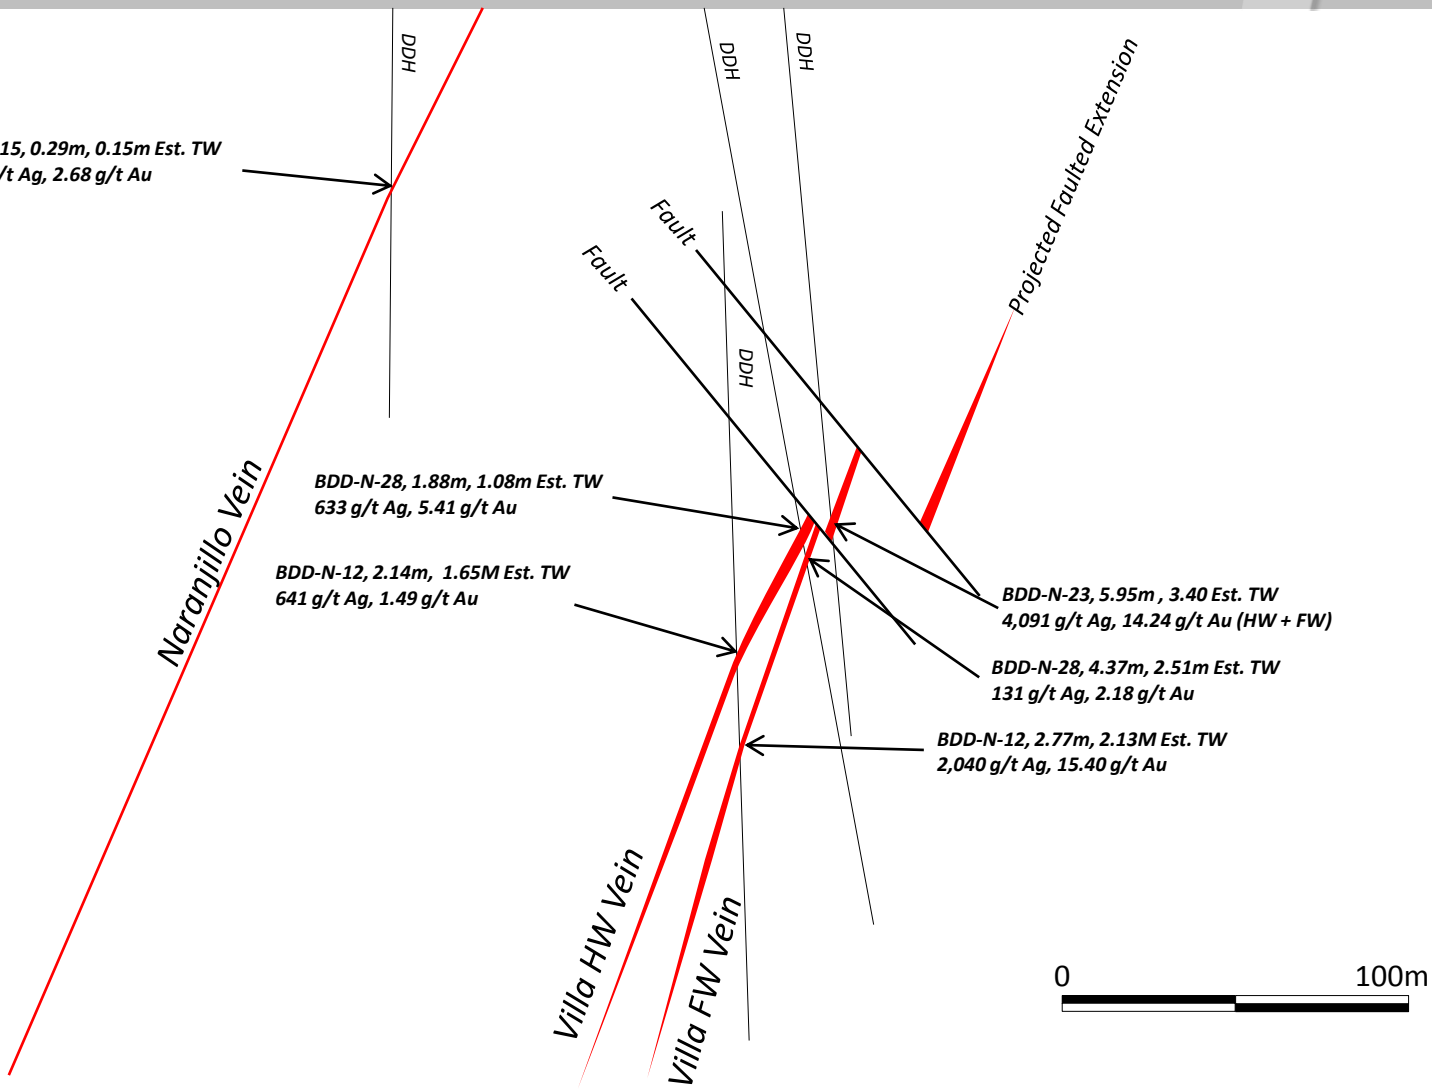 DDH
DDH
DDH
Projected Faulted Extension
15, 0.29m, 0.15m Est. TW
/t Ag, 2.68 g/t Au
Fault
Fault
DDH
Naranjillo Vein
BDD-N-28, 1.88m, 1.08m Est. TW
633 g/t Ag, 5.41 g/t Au
BDD-N-12, 2.14m, 1.65M Est. TW
641 g/t Ag, 1.49 g/t Au
BDD-N-23, 5.95m , 3.40 Est. TW
4,091 g/t Ag, 14.24 g/t Au (HW + FW)
BDD-N-28, 4.37m, 2.51m Est. TW
131 g/t Ag, 2.18 g/t Au
BDD-N-12, 2.77m, 2.13M Est. TW
2,040 g/t Ag, 15.40 g/t Au
Villa HW Vein
Villa FW Vein
0 100m